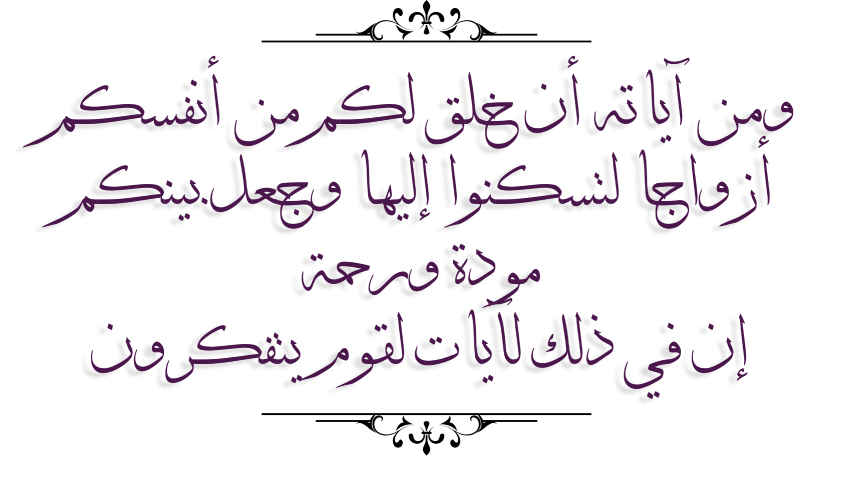 ومن آياته أن خلق لكم من أنفسكم
أزواجا لتسكنوا إليها وجعل بينكم
مودة ورحمة
إن في ذلك لآيات لقوم يتفكرون